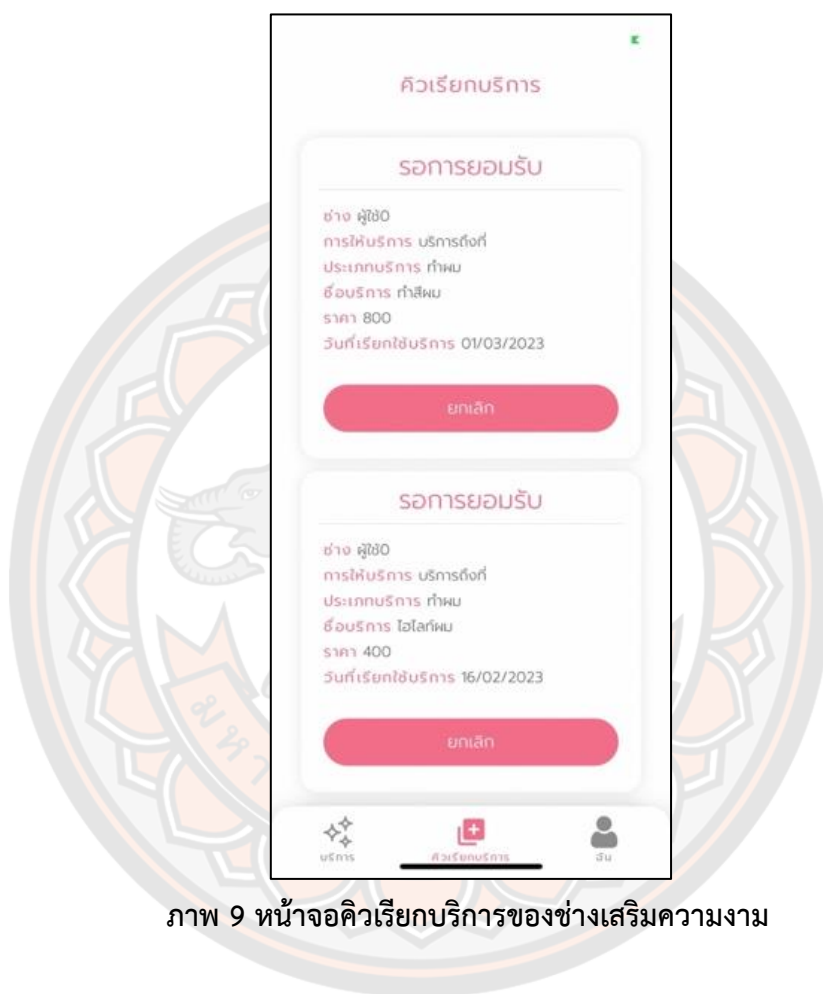 คิวเรียกบริการ
รอการยอมรับ
ช่าง ผู้ใช้0
การให้บริการ บริการถึงที่
ประเภทบริการ ทำผม
ชื่อบริการ ทำสีผม
ราคา 800
วันที่เรียกใช้บริการ 01/03/2023
ยกเลิก
รอการยอมรับ
ช่าง ผู้ใช้0
การให้บริการ บริการถึงที่
ประเภทบริการ ทำผม
ชื่อบริการ ไฮไลท์ผม
ราคา 400
วันที่เรียกใช้บริการ 16/02/2023
ยกเลิก
บริการ
คิวเรียกบริการ
ฉัน
ภาพ 9 หน้าจอคิวเรียกบริการของช่างเสริมความงาม